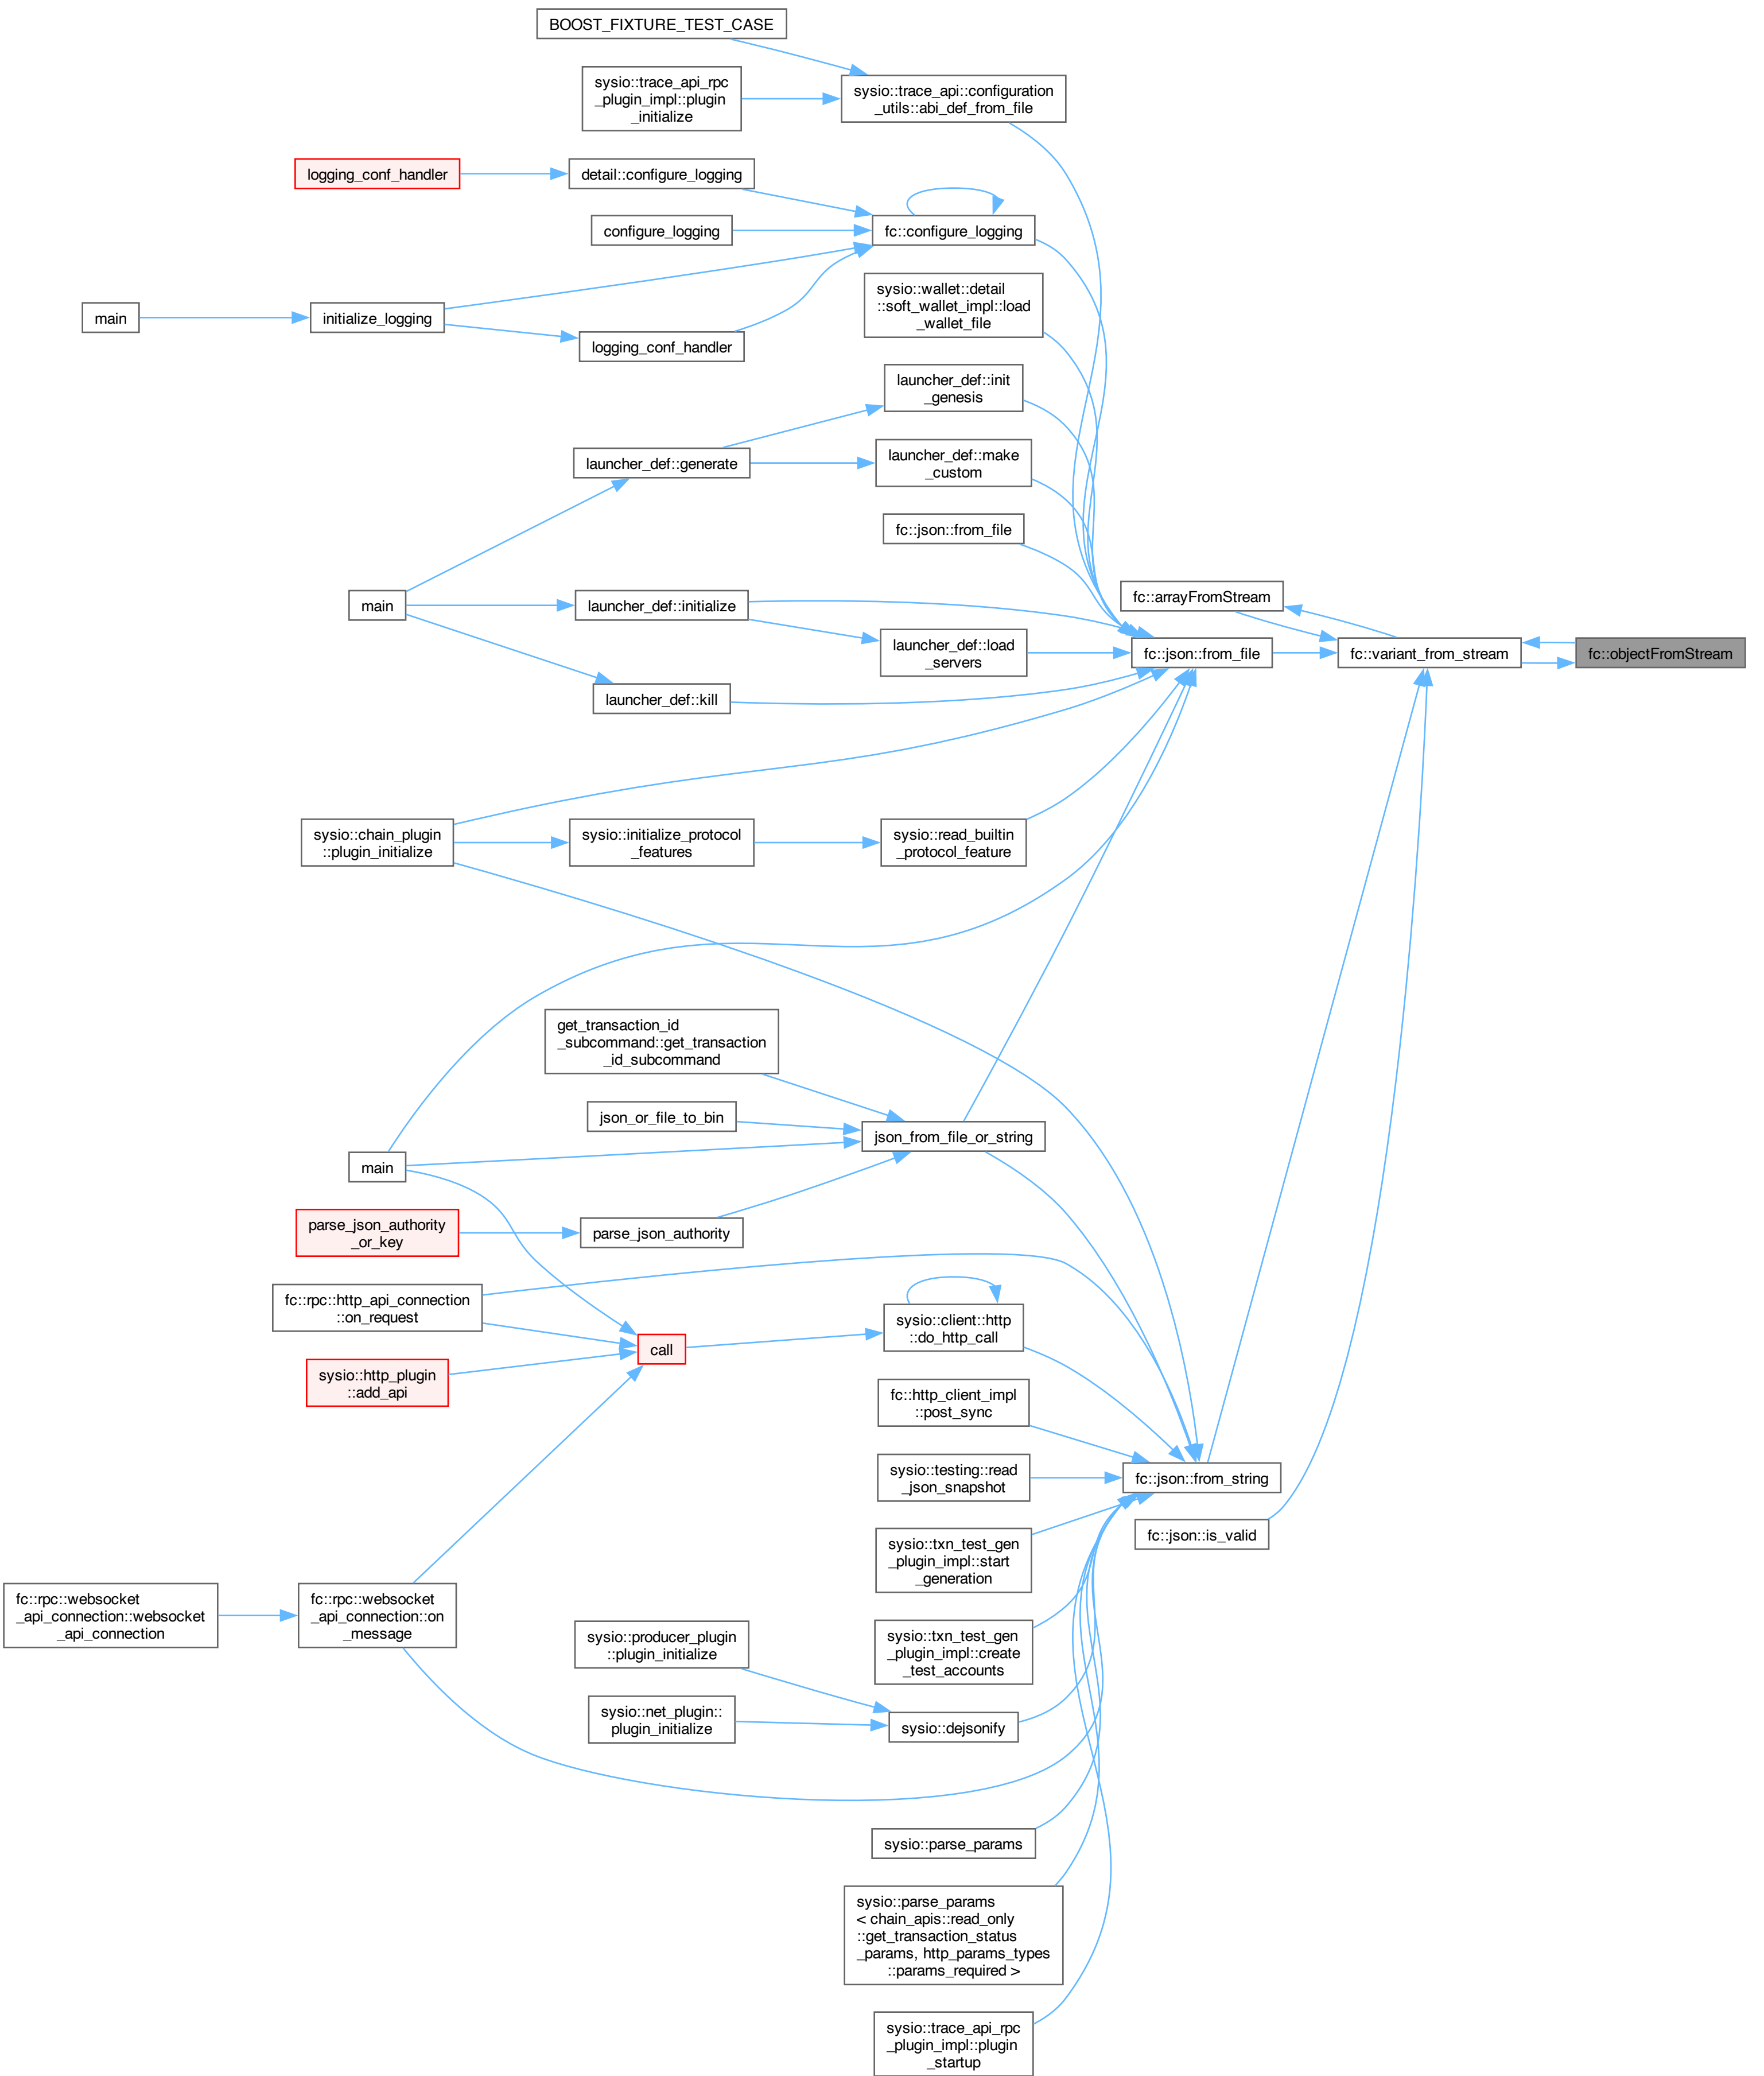 BOOST_FIXTURE_TEST_CASE
sysio::trace_api_rpc
_plugin_impl::plugin
_initialize
sysio::trace_api::configuration
_utils::abi_def_from_file
logging_conf_handler
detail::configure_logging
configure_logging
fc::configure_logging
sysio::wallet::detail
::soft_wallet_impl::load
_wallet_file
main
initialize_logging
logging_conf_handler
launcher_def::init
_genesis
launcher_def::generate
launcher_def::make
_custom
fc::json::from_file
main
launcher_def::initialize
launcher_def::load
_servers
launcher_def::kill
fc::arrayFromStream
fc::json::from_file
fc::variant_from_stream
fc::objectFromStream
sysio::chain_plugin
::plugin_initialize
sysio::initialize_protocol
_features
sysio::read_builtin
_protocol_feature
get_transaction_id
_subcommand::get_transaction
_id_subcommand
json_or_file_to_bin
json_from_file_or_string
main
parse_json_authority
_or_key
parse_json_authority
fc::rpc::http_api_connection
::on_request
sysio::client::http
::do_http_call
call
sysio::http_plugin
::add_api
fc::http_client_impl
::post_sync
sysio::testing::read
_json_snapshot
fc::json::from_string
sysio::txn_test_gen
_plugin_impl::start
_generation
fc::json::is_valid
fc::rpc::websocket
_api_connection::websocket
_api_connection
fc::rpc::websocket
_api_connection::on
_message
sysio::txn_test_gen
_plugin_impl::create
_test_accounts
sysio::producer_plugin
::plugin_initialize
sysio::net_plugin::
plugin_initialize
sysio::dejsonify
sysio::parse_params
sysio::parse_params
< chain_apis::read_only
::get_transaction_status
_params, http_params_types
::params_required >
sysio::trace_api_rpc
_plugin_impl::plugin
_startup